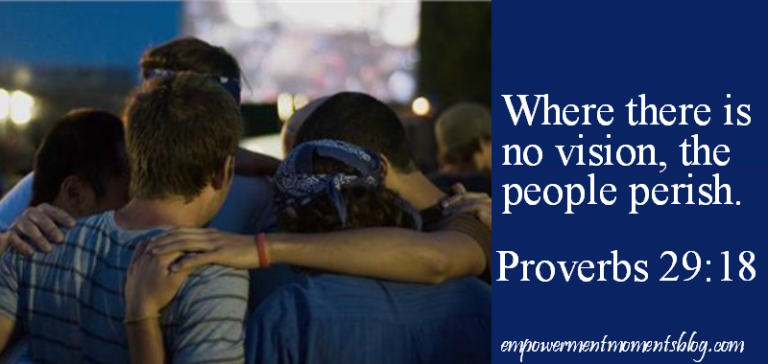 Where there is
no vision, the
people perish.
Proverbs 29:18
empowermentmomentsblog.com